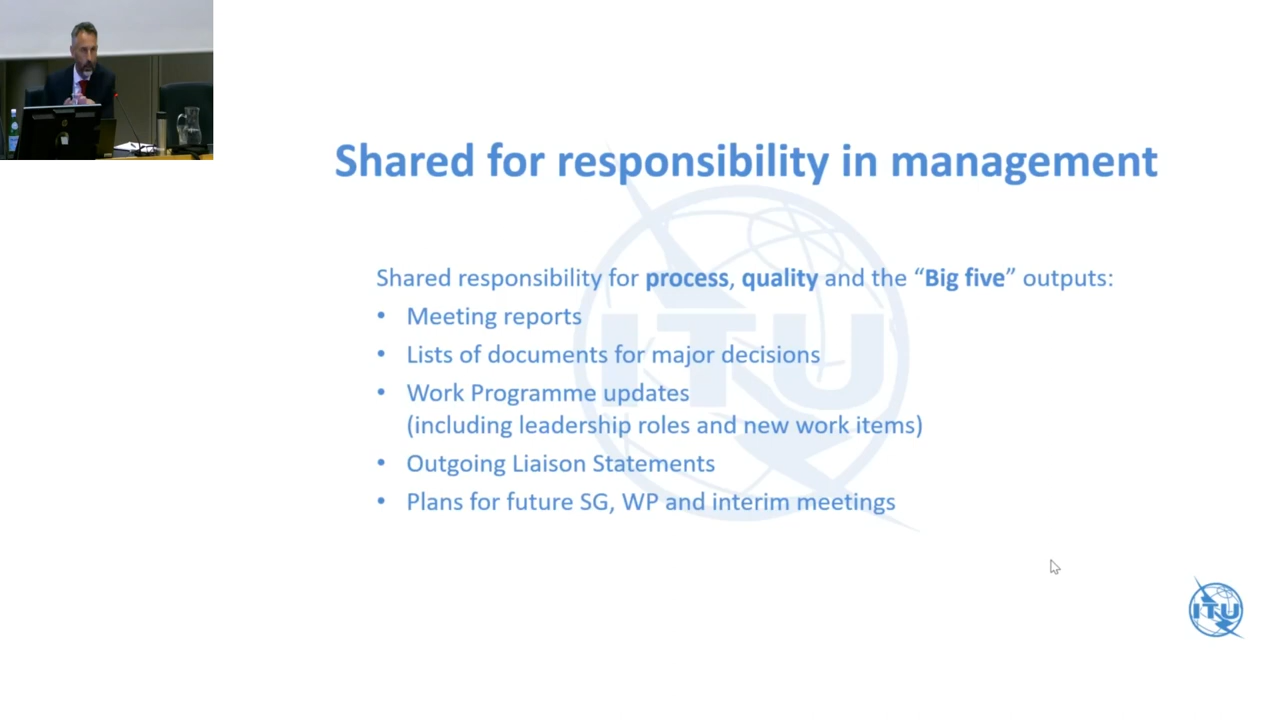 Shared for responsibility in management
Shared responsibility for process, quality and the “Big five” outputs:
• Meeting reports
• Lists of documents for major decisions
• Work Programme updates
(including leadership roles and new work items)
• Outgoing Liaison Statements
• Plans for future SG, WP and interim meetings
ITU
ITU